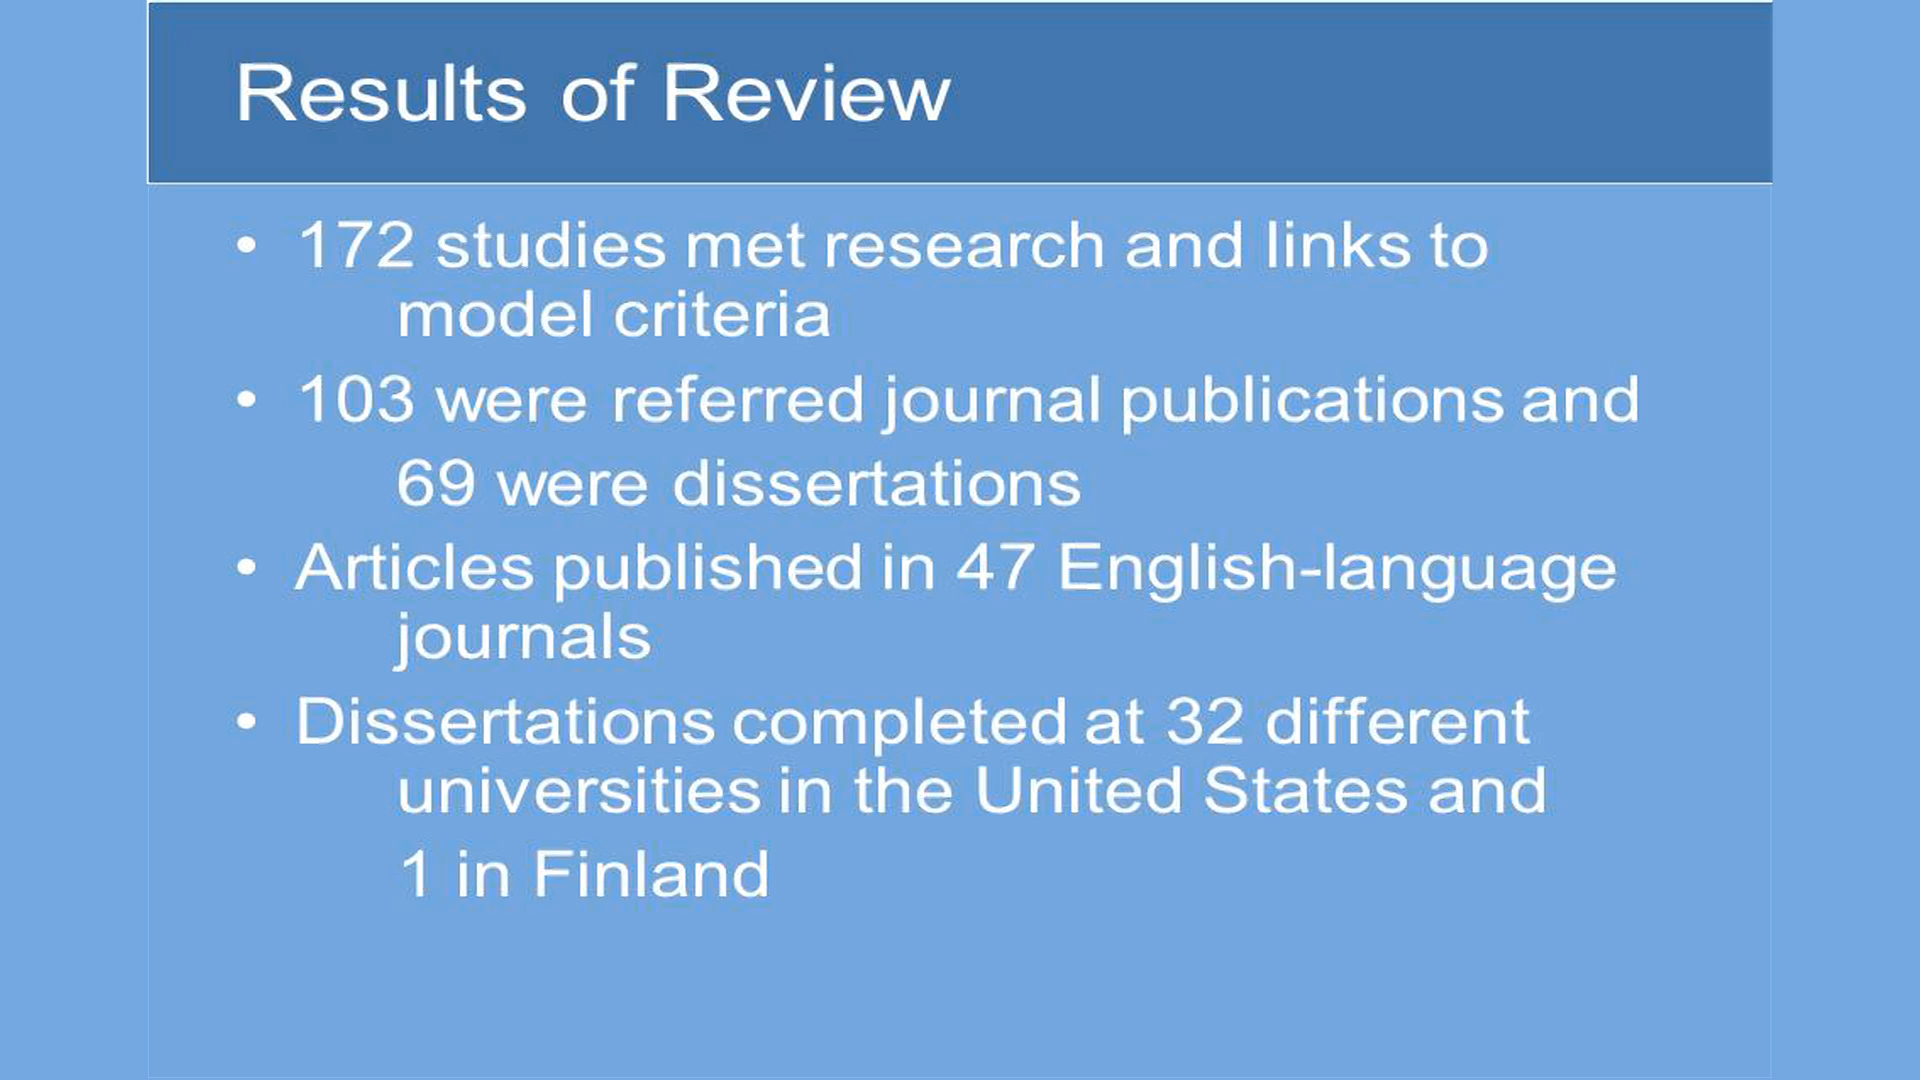 Results of Review
• 172 studies met research and links to
model criteria
• 103 were referred journal publications and
69 were dissertations
• Articles published in 47 English-language
journals
• Dissertations completed at 32 different
universities in the United States and
1 in Finland